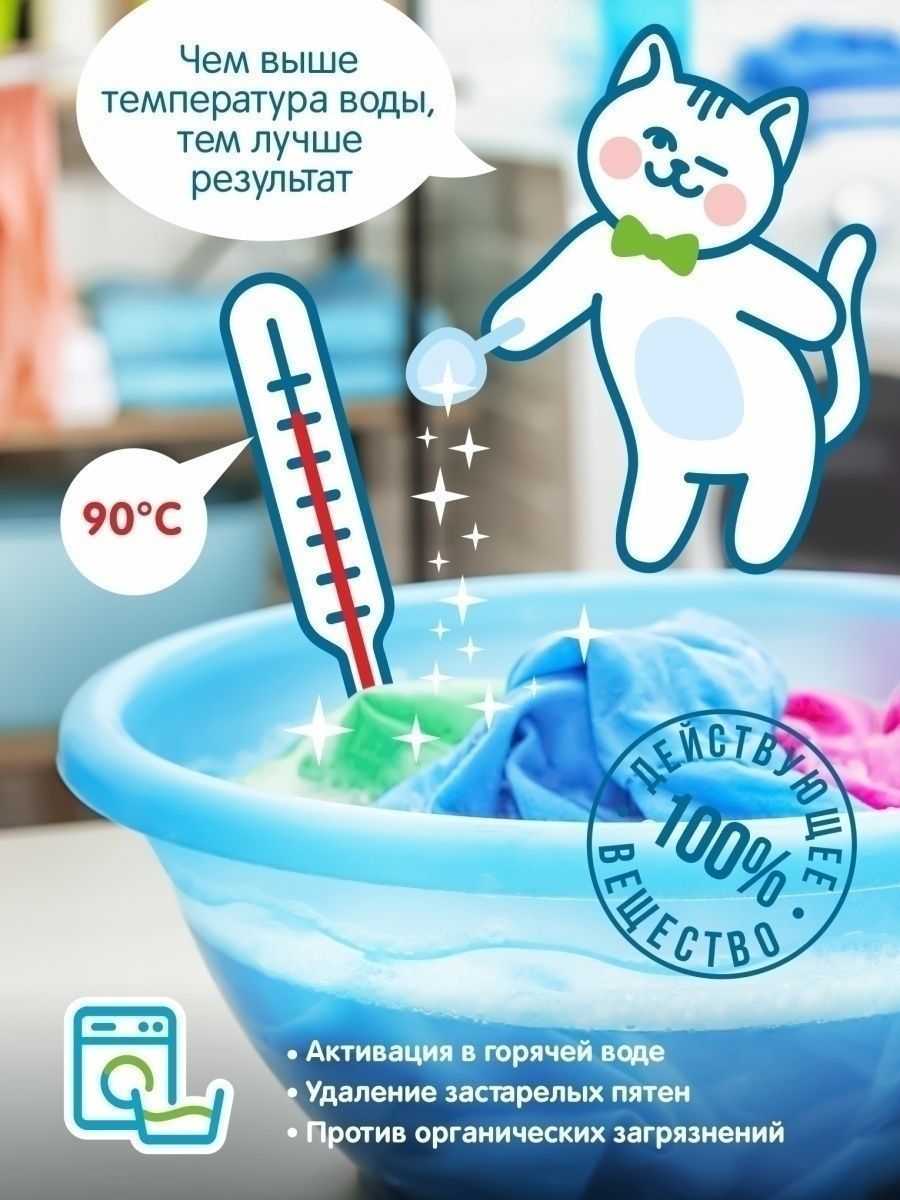 Чем выше
температура воды,
тем лучше
результат
90°С
ДЕЙСТВУЮЩЕЕ
100%
ВЕЩЕСТВО
• Активация в горячей воде
• Удаление застарелых пятен
• Против органических загрязнений